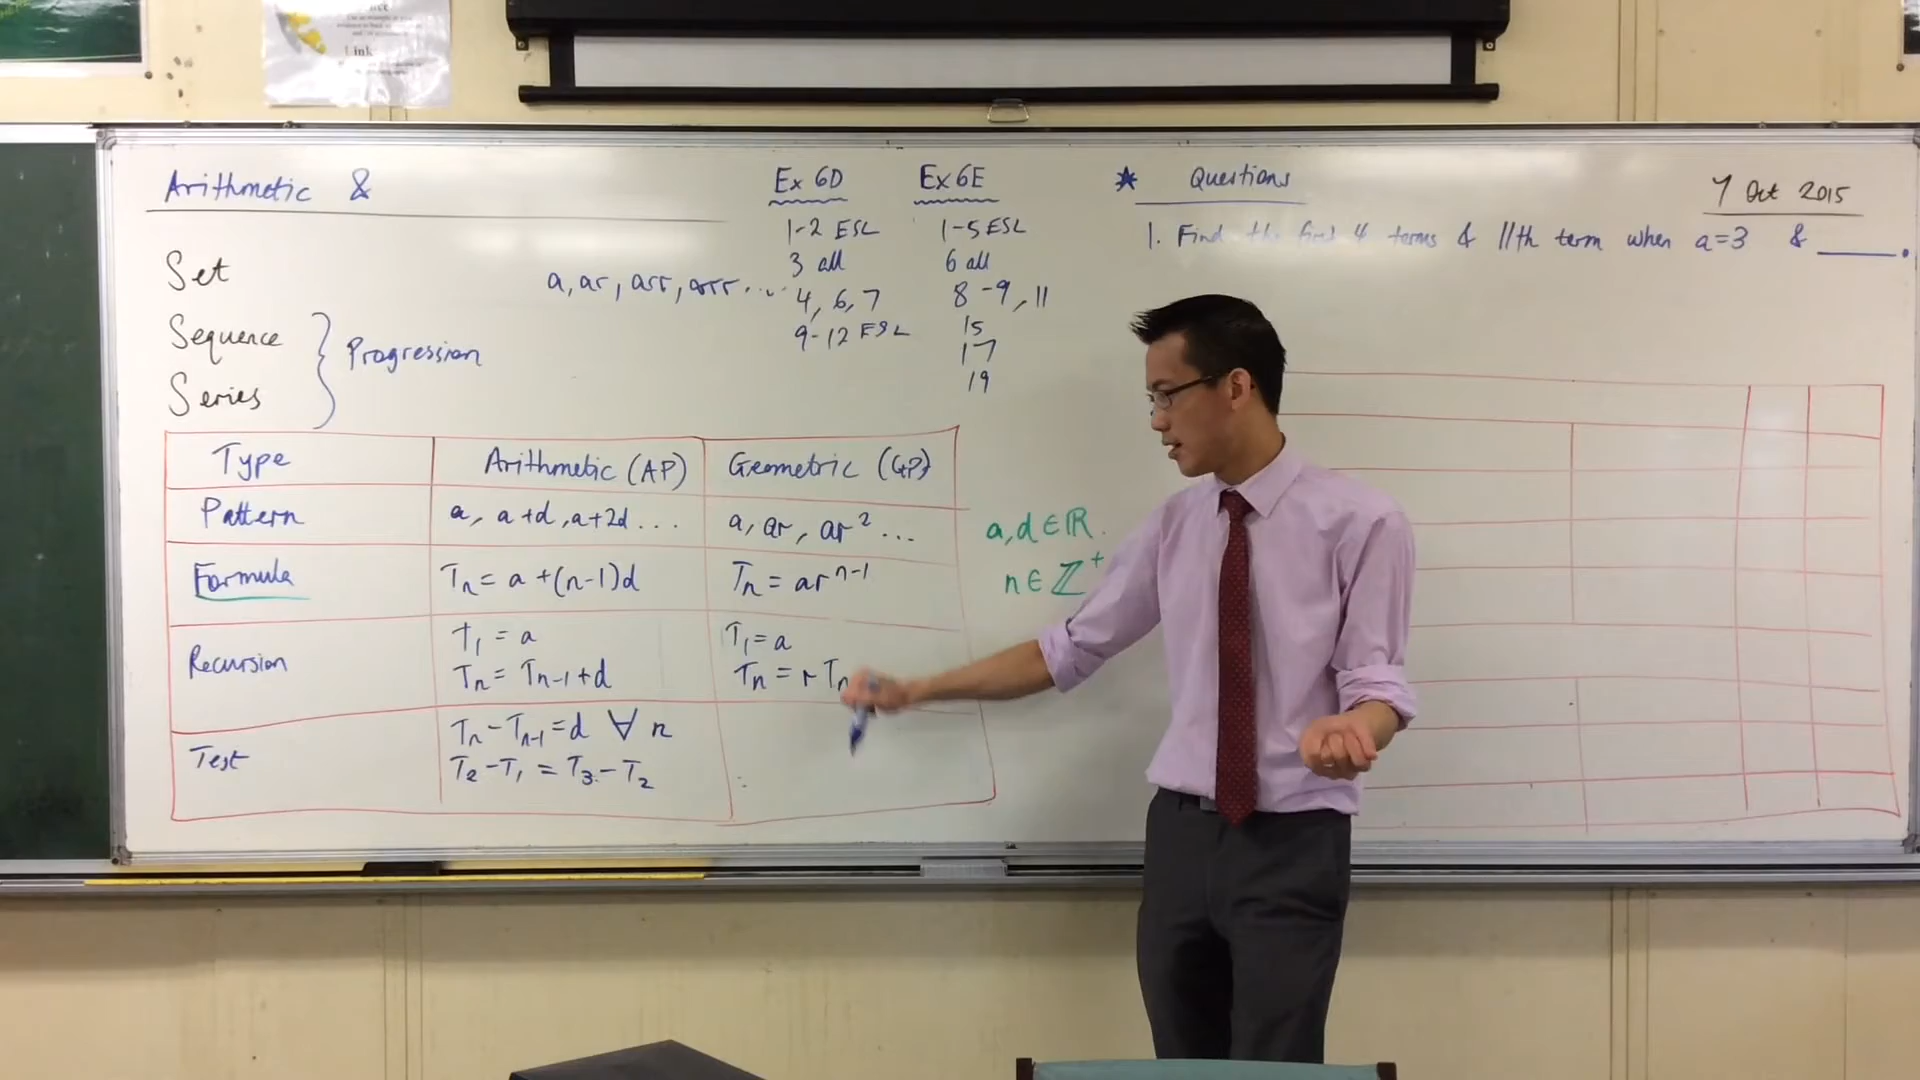 Link
Arithmetic &
Set
Sequence
Series
Progression
a, ar, arr, arrr...
Ex 6D
1-2 ESL
3 all
4, 6, 7
9-12 ESL
Ex 6E
1-5 ESL
6 all
8-9, 11
15
17
19
* Questions
7 Oct 2015
1. Find the first 4 terms & 11th term when a=3 & ____.
Type Arithmetic (AP) Geometric (GP)
Pattern a, a+d, a+2d... a, ar, ar²...
Formula Tₙ = a+(n-1)d Tₙ = arⁿ⁻¹
Recursion T₁ = a T₁ = a
Tₙ = Tₙ₋₁+d Tₙ = r Tₙ
Test Tₙ-Tₙ₋₁=d ∀ n
T₂-T₁ = T₃-T₂
a,d ∈ ℝ.
n ∈ ℤ⁺